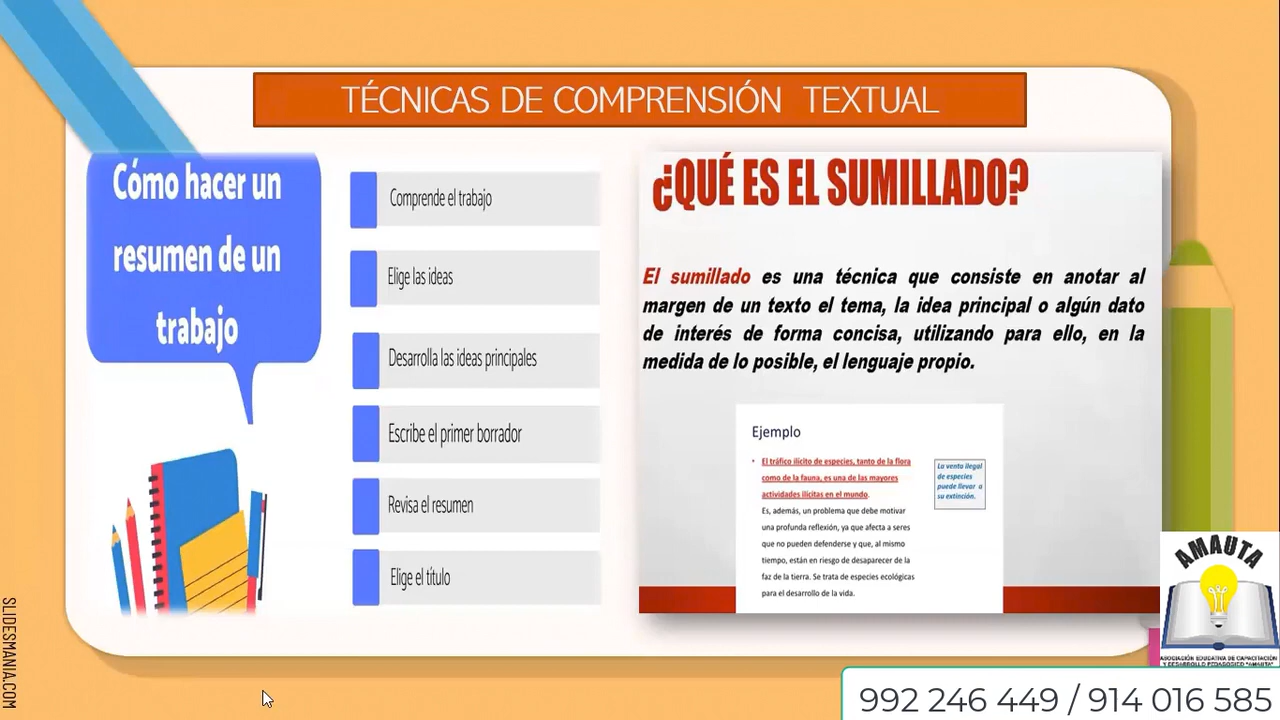 TÉCNICAS DE COMPRENSIÓN TEXTUAL
Cómo hacer un
resumen de un
trabajo
Comprende el trabajo
Elige las ideas
Desarrolla las ideas principales
Escribe el primer borrador
Revisa el resumen
Elige el título
¿QUÉ ES EL SUMILLADO?
El sumillado es una técnica que consiste en anotar al
margen de un texto el tema, la idea principal o algún dato
de interés de forma concisa, utilizando para ello, en la
medida de lo posible, el lenguaje propio.
Ejemplo
• El tráfico ilícito de especies, tanto de la flora
como de la fauna, es una de las mayores
actividades ilícitas en el mundo.
Es, además, un problema que debe motivar
una profunda reflexión, ya que afecta a seres
que no pueden defenderse y que, al mismo
tiempo, están en riesgo de desaparecer de la
faz de la tierra. Se trata de especies ecológicas
para el desarrollo de la vida.
La venta ilegal
de especies
puede llevar a
su extinción.
AMAUTA
ASOCIACIÓN EDUCATIVA DE CAPACITACIÓN
Y DESARROLLO PEDAGÓGICO "AMAUTA"
992 246 449 / 914 016 585
SLIDESMANIA.COM